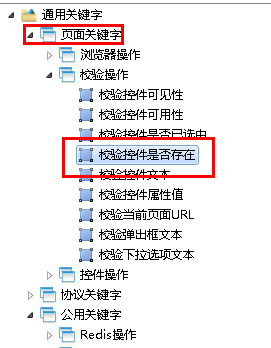 通用关键字
页面关键字
浏览器操作
校验操作
校验控件可见性
校验控件可用性
校验控件是否已选中
校验控件是否存在
校验控件文本
校验控件属性值
校验当前页面URL
校验弹出框文本
校验下拉选项文本
控件操作
协议关键字
公用关键字
Redis操作